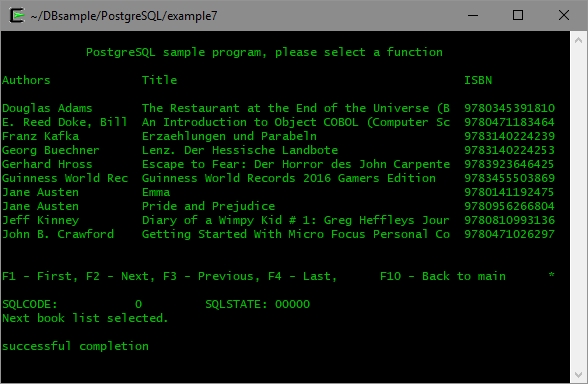 ~/DBsample/PostgreSQL/example7
PostgreSQL sample program, please select a function
Authors Title ISBN
Douglas Adams The Restaurant at the End of the Universe (B 9780345391810
E. Reed Doke, Bill An Introduction to Object COBOL (Computer Sc 9780471183464
Franz Kafka Erzaehlungen und Parabeln 9783140224239
Georg Buechner Lenz. Der Hessische Landbote 9783140224253
Gerhard Hross Escape to Fear: Der Horror des John Carpente 9783923646425
Guinness World Rec Guinness World Records 2016 Gamers Edition 9783455503869
Jane Austen Emma 9780141192475
Jane Austen Pride and Prejudice 9780956266804
Jeff Kinney Diary of a Wimpy Kid # 1: Greg Heffleys Jour 9780810993136
John B. Crawford Getting Started With Micro Focus Personal Co 9780471026297
F1 - First, F2 - Next, F3 - Previous, F4 - Last, F10 - Back to main *
SQLCODE: 0 SQLSTATE: 00000
Next book list selected.
successful completion